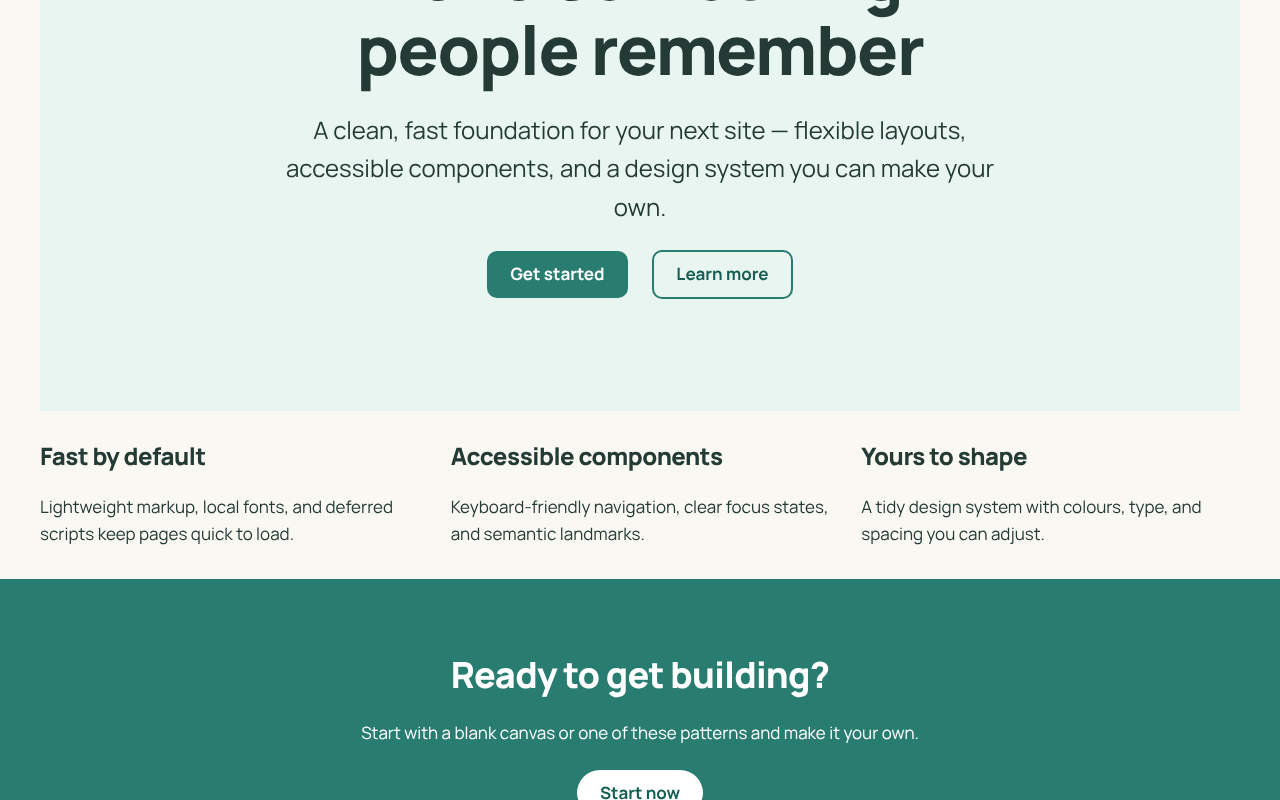 people remember
A clean, fast foundation for your next site — flexible layouts,
accessible components, and a design system you can make your
own.
Get started
Learn more
Fast by default
Lightweight markup, local fonts, and deferred
scripts keep pages quick to load.
Accessible components
Keyboard-friendly navigation, clear focus states,
and semantic landmarks.
Yours to shape
A tidy design system with colours, type, and
spacing you can adjust.
Ready to get building?
Start with a blank canvas or one of these patterns and make it your own.
Start now